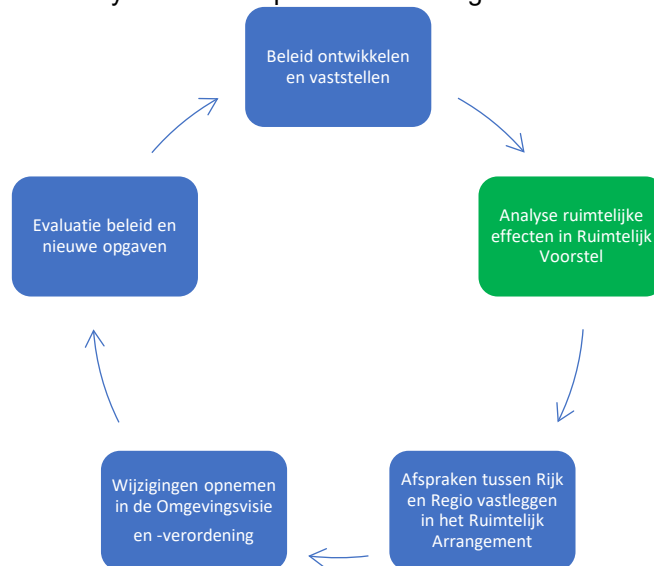 Beleid ontwikkelen
en vaststellen
Analyse ruimtelijke
effecten in Ruimtelijk
Voorstel
Afspraken tussen Rijk
en Regio vastleggen
in het Ruimtelijk
Arrangement
Wijzigingen opnemen
in de Omgevingsvisie
en -verordening
Evaluatie beleid en
nieuwe opgaven